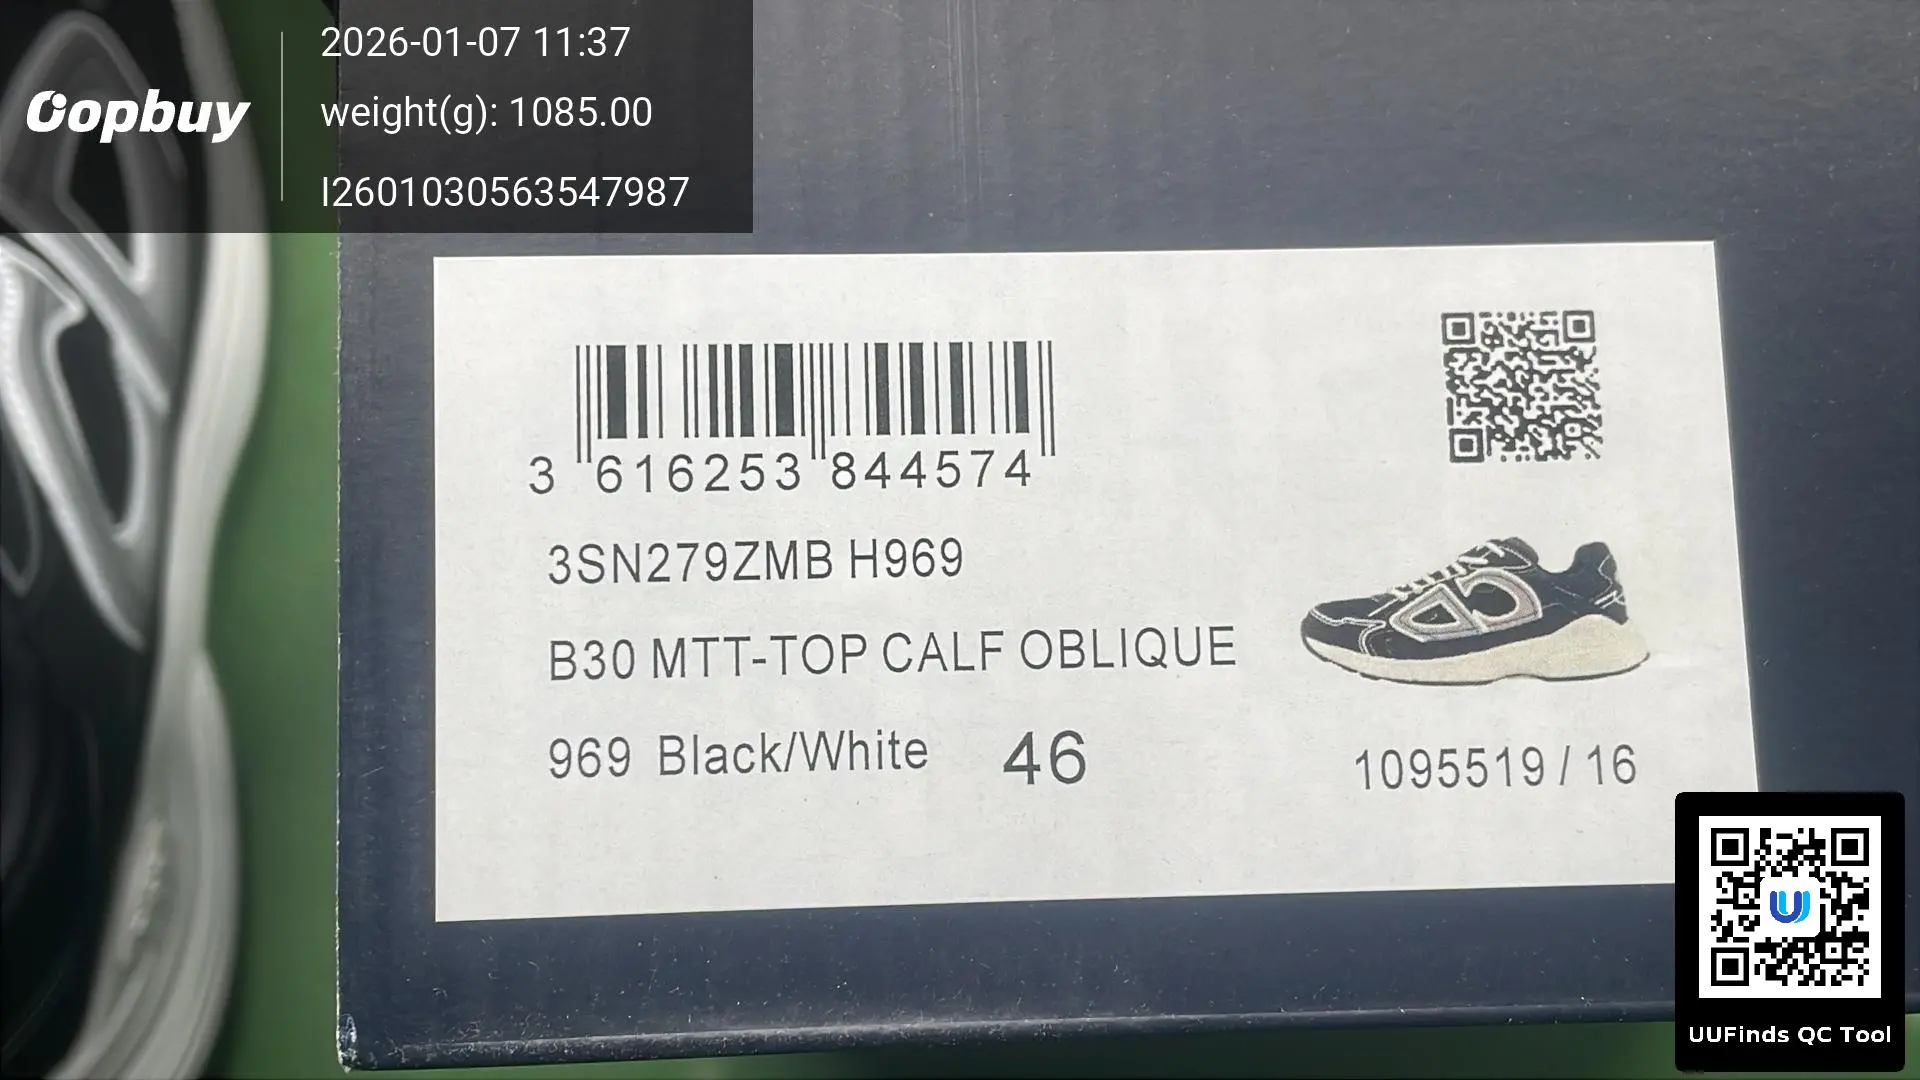 Oopbuy
2026-01-07 11:37
weight(g): 1085.00
I2601030563547987
3 616253 844574
3SN279ZMB H969
B30 MTT-TOP CALF OBLIQUE
969 Black/White 46
1095519 / 16
UUFinds QC Tool